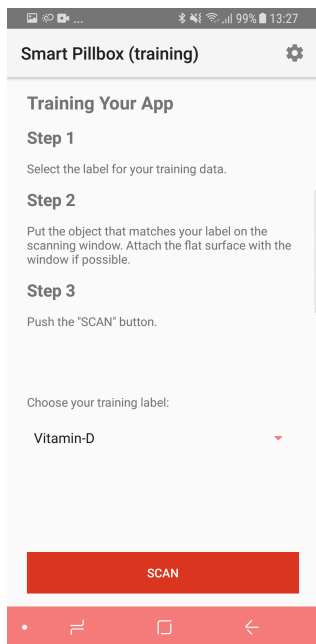 ... 99% 13:27
Smart Pillbox (training)
Training Your App
Step 1
Select the label for your training data.
Step 2
Put the object that matches your label on the
scanning window. Attach the flat surface with the
window if possible.
Step 3
Push the "SCAN" button.
Choose your training label:
Vitamin-D
SCAN